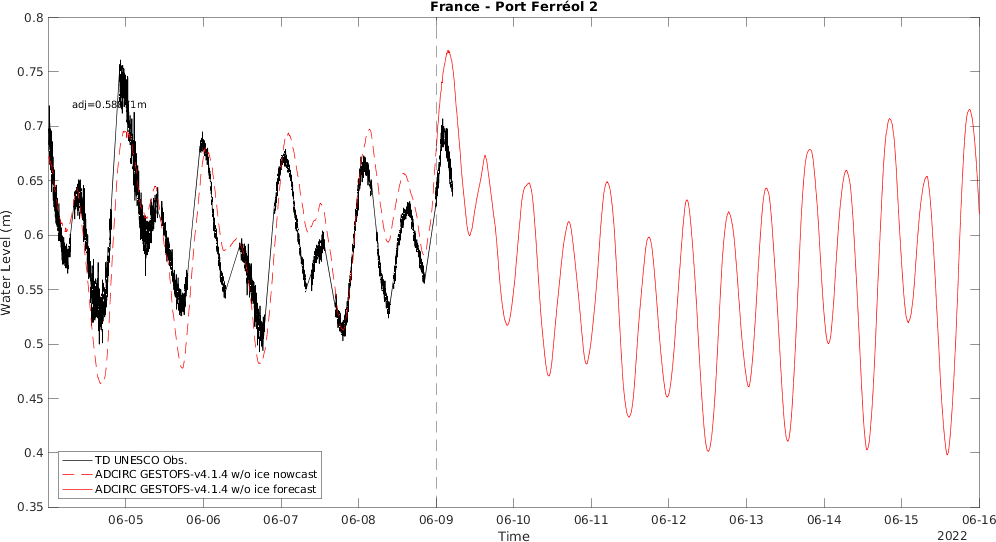 France - Port Ferréol 2
0.8
0.75
0.7
0.65
0.6
0.55
0.5
0.45
0.4
0.35
Water Level (m)
TD UNESCO Obs.
ADCIRC GESTOFS-v4.1.4 w/o ice nowcast
ADCIRC GESTOFS-v4.1.4 w/o ice forecast
06-05 06-06 06-07 06-08 06-09 06-10 06-11 06-12 06-13 06-14 06-15 06-16
Time
2022